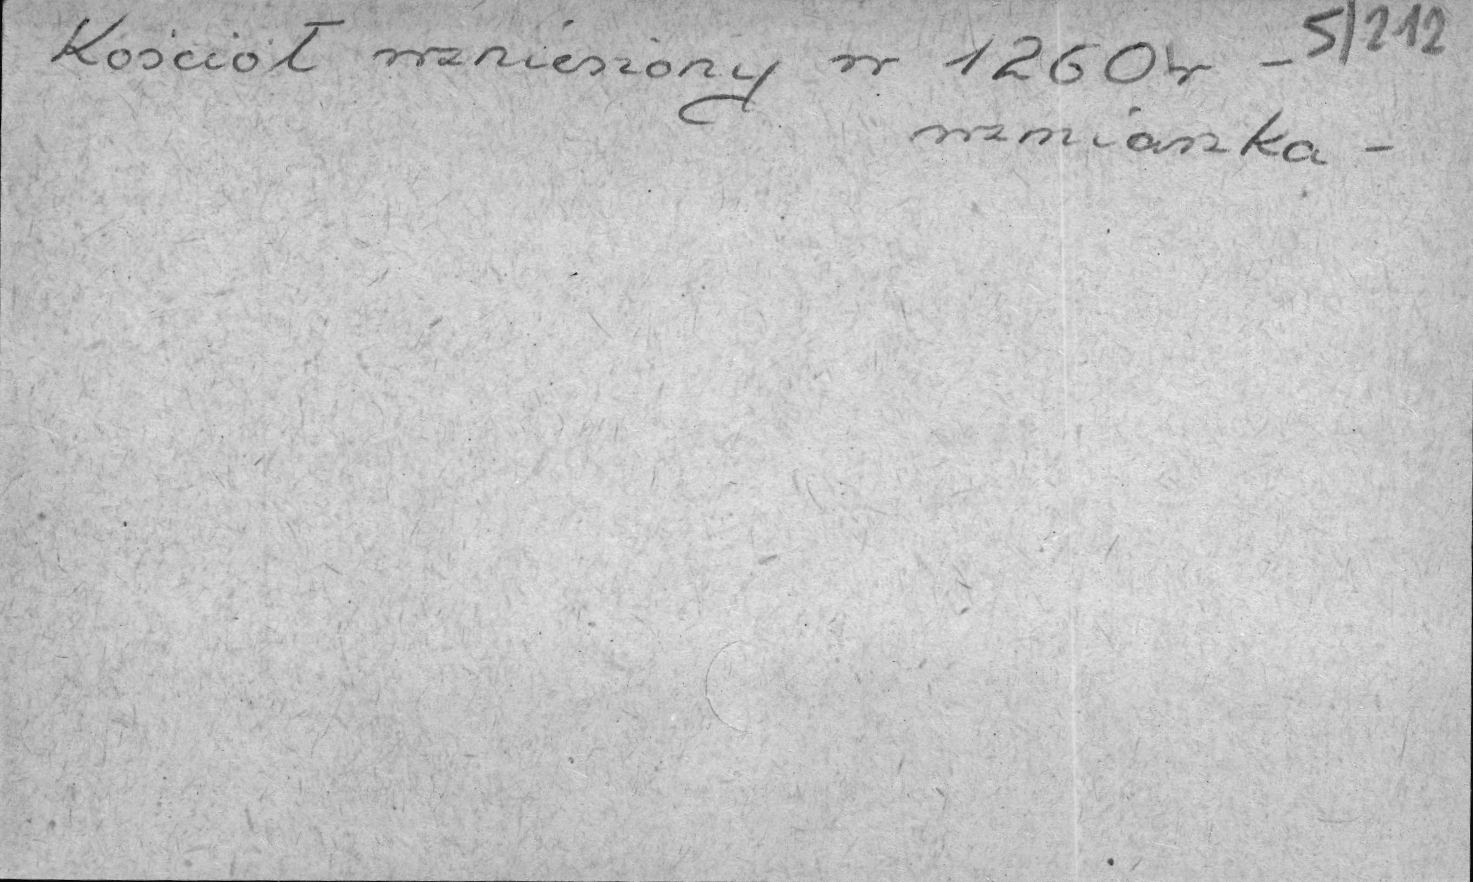 5/212
Kościół wzniesiony w 1260 r -
wzmianka -